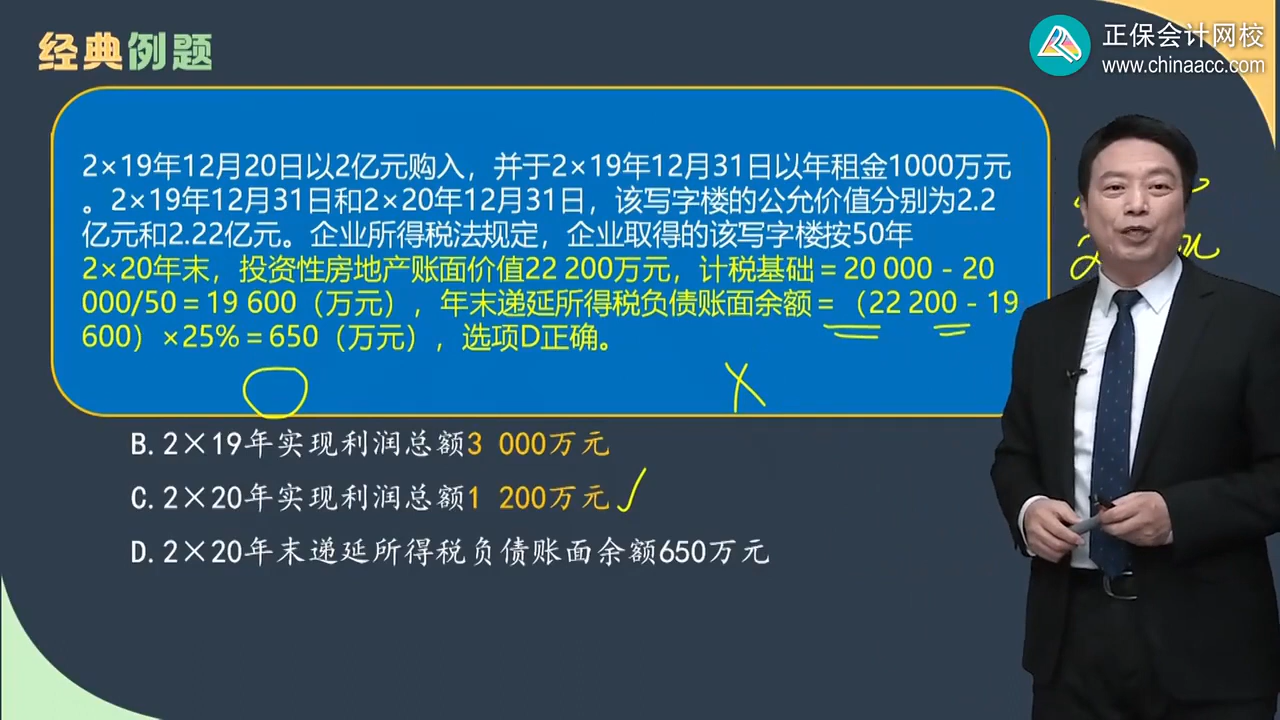 经典例题
正保会计网校
www.chinaacc.com
2×19年12月20日以2亿元购入，并于2×19年12月31日以年租金1000万元
。2×19年12月31日和2×20年12月31日，该写字楼的公允价值分别为2.2
亿元和2.22亿元。企业所得税法规定，企业取得的该写字楼按50年
2×20年末，投资性房地产账面价值22 200万元，计税基础＝20 000－20
000/50＝19 600（万元），年末递延所得税负债账面余额＝（22 200－19
600）×25%＝650（万元），选项D正确。
B. 2×19年实现利润总额3 000万元
C. 2×20年实现利润总额1 200万元
D. 2×20年末递延所得税负债账面余额650万元